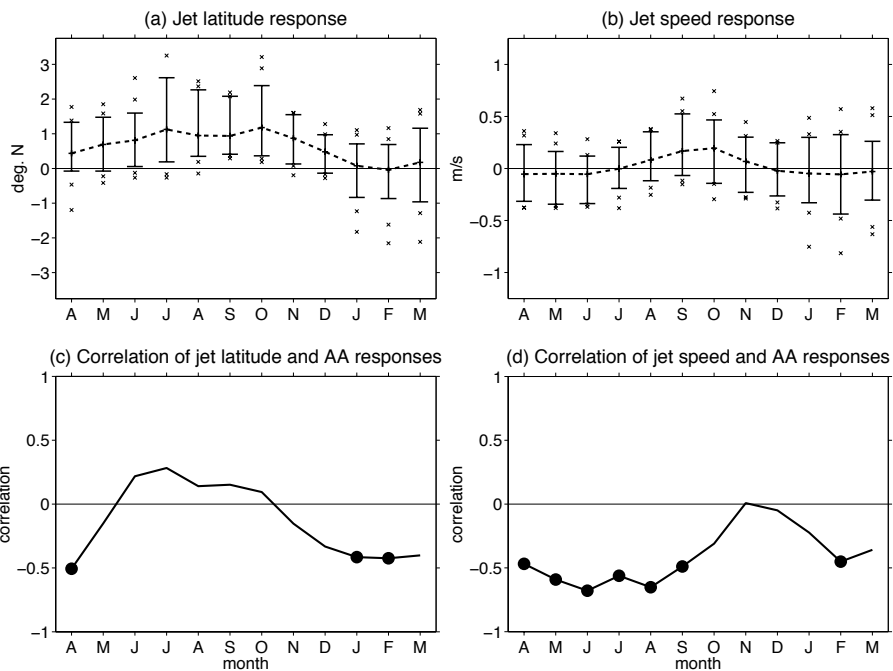 (a) Jet latitude response
(b) Jet speed response
deg. N
3
2
1
0
−1
−2
−3
A M J J A S O N D J F M
m/s
1
0.5
0
−0.5
−1
A M J J A S O N D J F M
(c) Correlation of jet latitude and AA responses
(d) Correlation of jet speed and AA responses
correlation
1
0.5
0
−0.5
−1
A M J J A S O N D J F M
month
correlation
1
0.5
0
−0.5
−1
A M J J A S O N D J F M
month